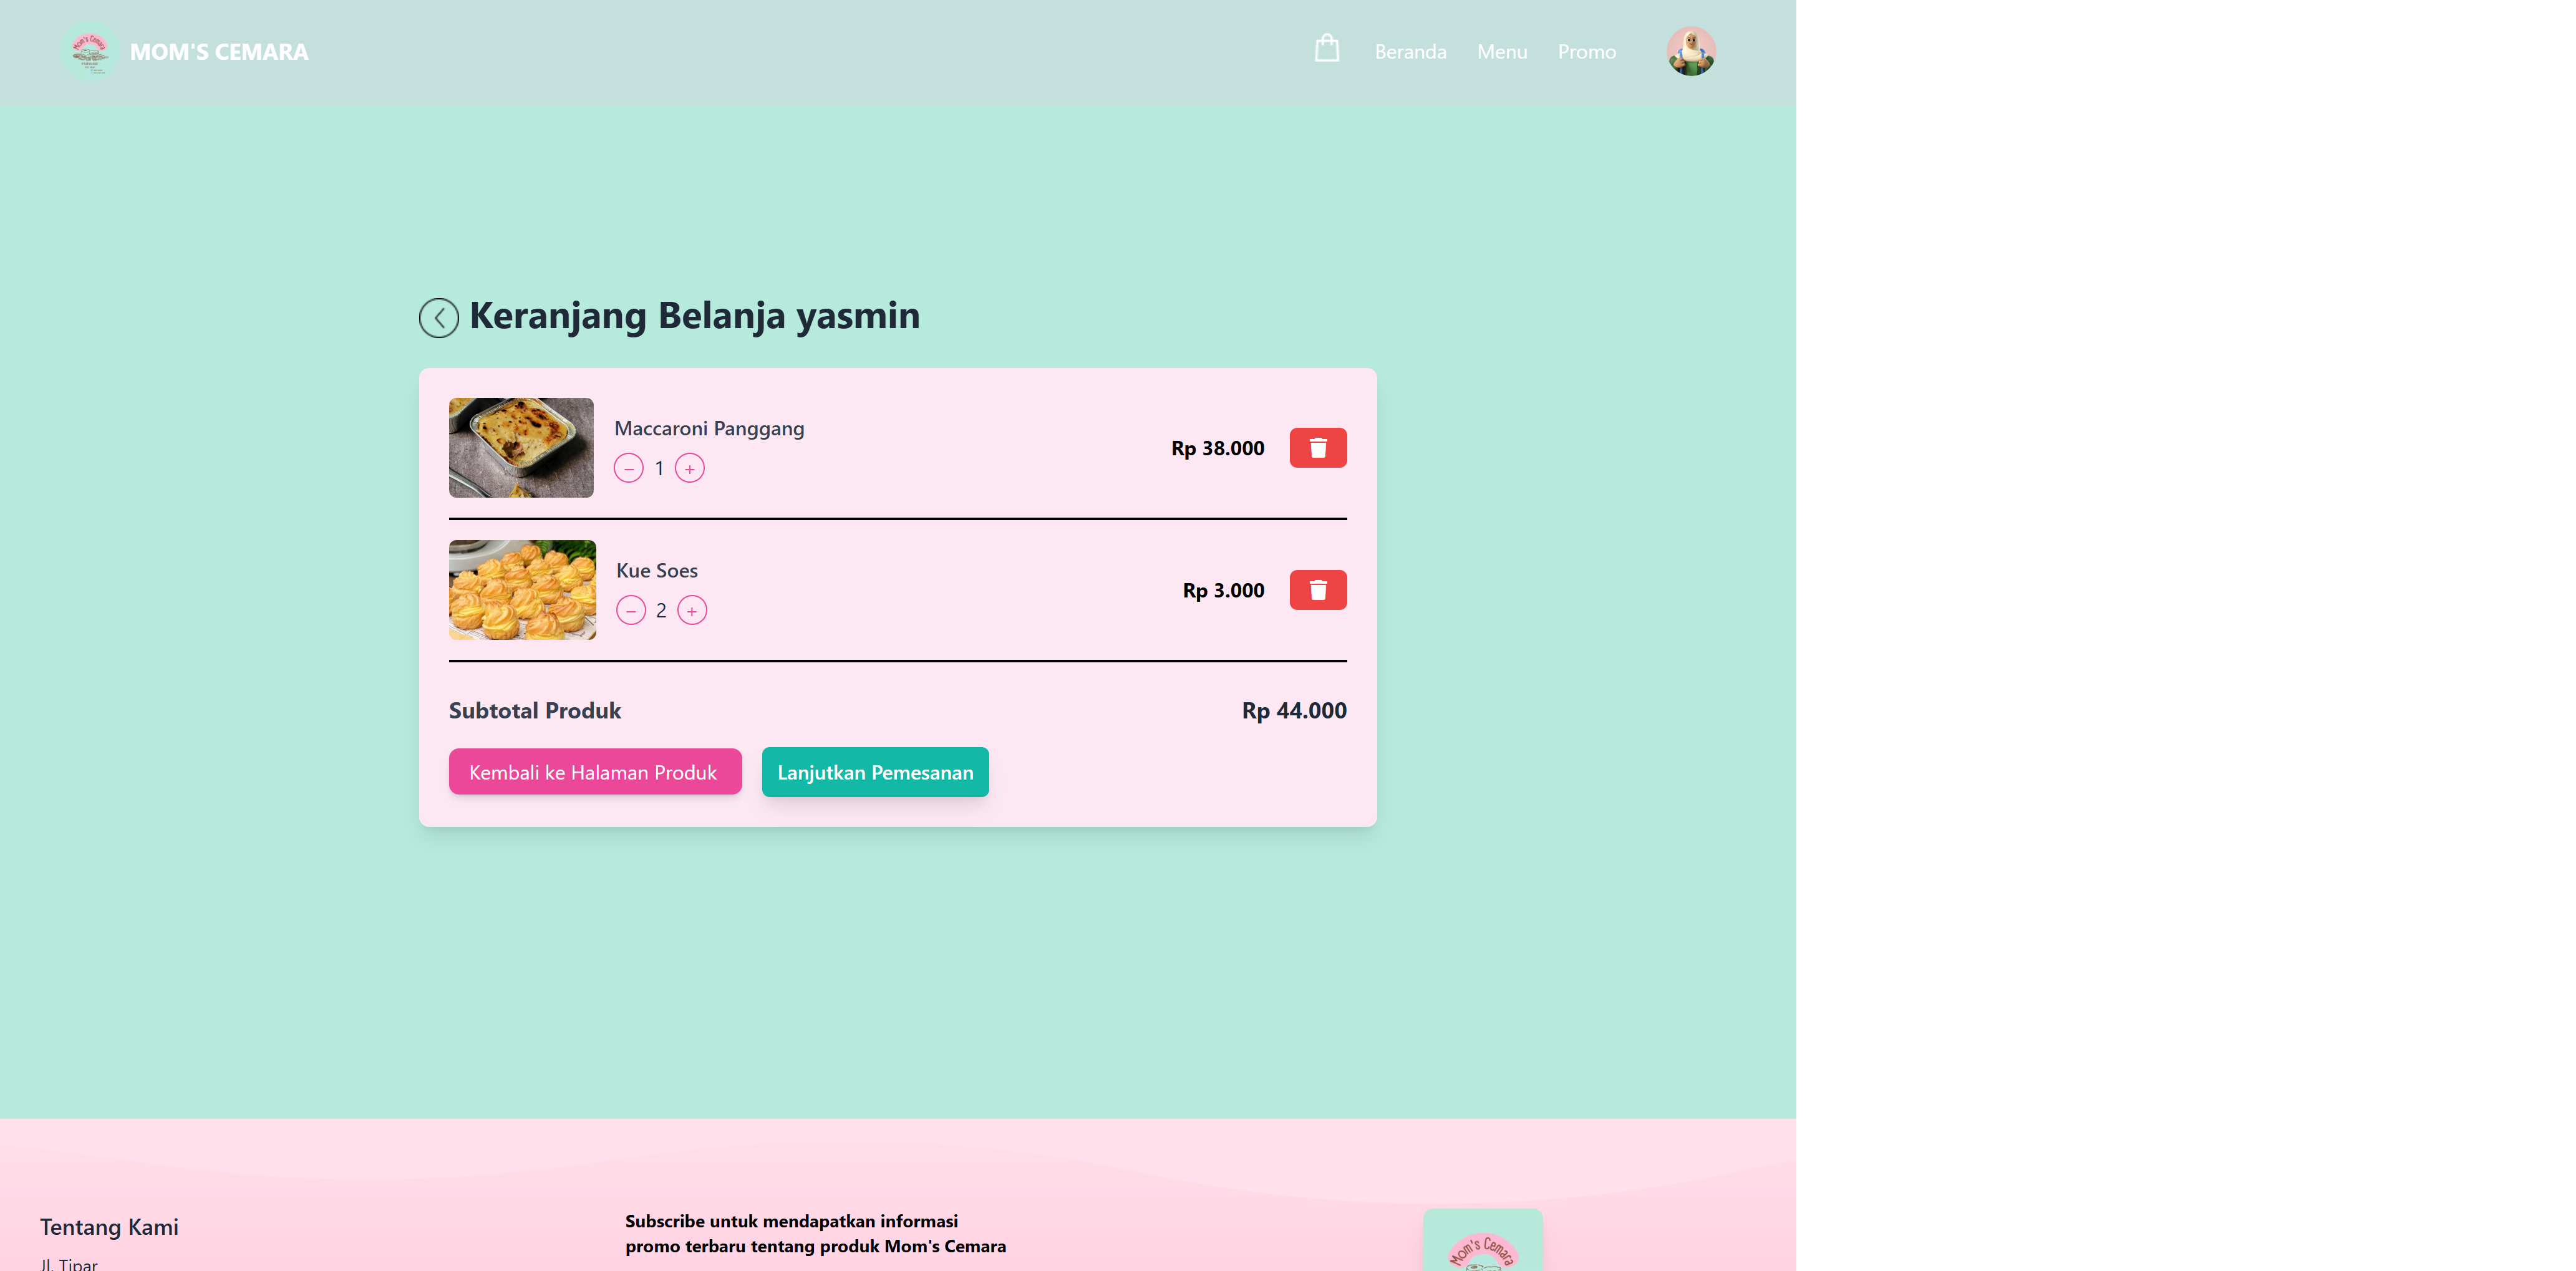 Mom's Cemara
MOM'S CEMARA
Beranda
Menu
Promo
Keranjang Belanja yasmin
Maccaroni Panggang
− 1 +
Rp 38.000
Kue Soes
− 2 +
Rp 3.000
Subtotal Produk
Rp 44.000
Kembali ke Halaman Produk
Lanjutkan Pemesanan
Tentang Kami
Jl. Tipar
Subscribe untuk mendapatkan informasi
promo terbaru tentang produk Mom's Cemara
Mom's Cemara